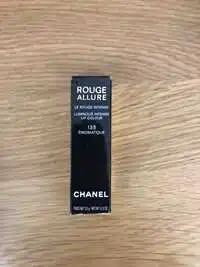 ROUGE
ALLURE
LE ROUGE INTENSE
LUMINOUS INTENSE
LIP COLOUR
135
ÉNIGMATIQUE
CHANEL